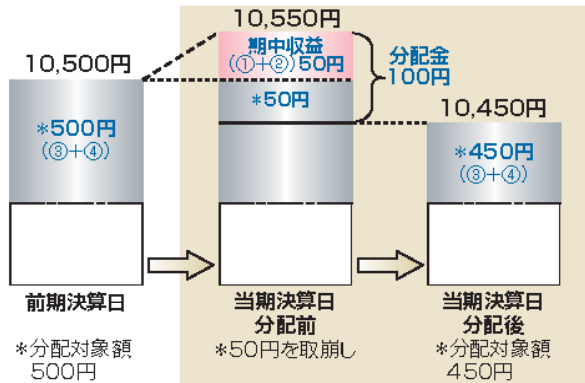 10,500円
*500円
(③+④)
前期決算日
*分配対象額
500円
10,550円
期中収益
(①+②)50円
*50円
分配金
100円
当期決算日
分配前
*50円を取崩し
10,450円
*450円
(③+④)
当期決算日
分配後
*分配対象額
450円